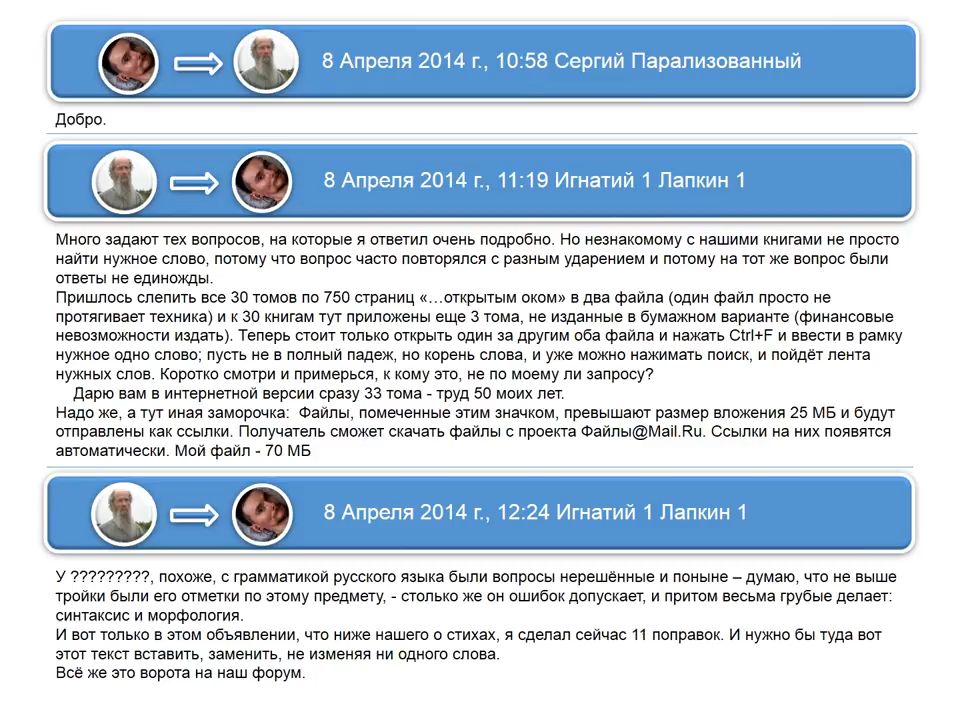 8 Апреля 2014 г., 10:58 Сергий Парализованный
Добро.
8 Апреля 2014 г., 11:19 Игнатий 1 Лапкин 1
Много задают тех вопросов, на которые я ответил очень подробно. Но незнакомому с нашими книгами не просто
найти нужное слово, потому что вопрос часто повторялся с разным ударением и потому на тот же вопрос были
ответы не единожды.
Пришлось слепить все 30 томов по 750 страниц «…открытым оком» в два файла (один файл просто не
протягивает техника) и к 30 книгам тут приложены еще 3 тома, не изданные в бумажном варианте (финансовые
невозможности издать). Теперь стоит только открыть один за другим оба файла и нажать Ctrl+F и ввести в рамку
нужное одно слово; пусть не в полный падеж, но корень слова, и уже можно нажимать поиск, и пойдёт лента
нужных слов. Коротко смотри и примерься, к кому это, не по моему ли запросу?
Дарю вам в интернетной версии сразу 33 тома - труд 50 моих лет.
Надо же, а тут иная заморочка: Файлы, помеченные этим значком, превышают размер вложения 25 МБ и будут
отправлены как ссылки. Получатель сможет скачать файлы с проекта Файлы@Mail.Ru. Ссылки на них появятся
автоматически. Мой файл - 70 МБ
8 Апреля 2014 г., 12:24 Игнатий 1 Лапкин 1
У ?????????, похоже, с грамматикой русского языка были вопросы нерешённые и поныне – думаю, что не выше
тройки были его отметки по этому предмету, - столько же он ошибок допускает, и притом весьма грубые делает:
синтаксис и морфология.
И вот только в этом объявлении, что ниже нашего о стихах, я сделал сейчас 11 поправок. И нужно бы туда вот
этот текст вставить, заменить, не изменяя ни одного слова.
Всё же это ворота на наш форум.